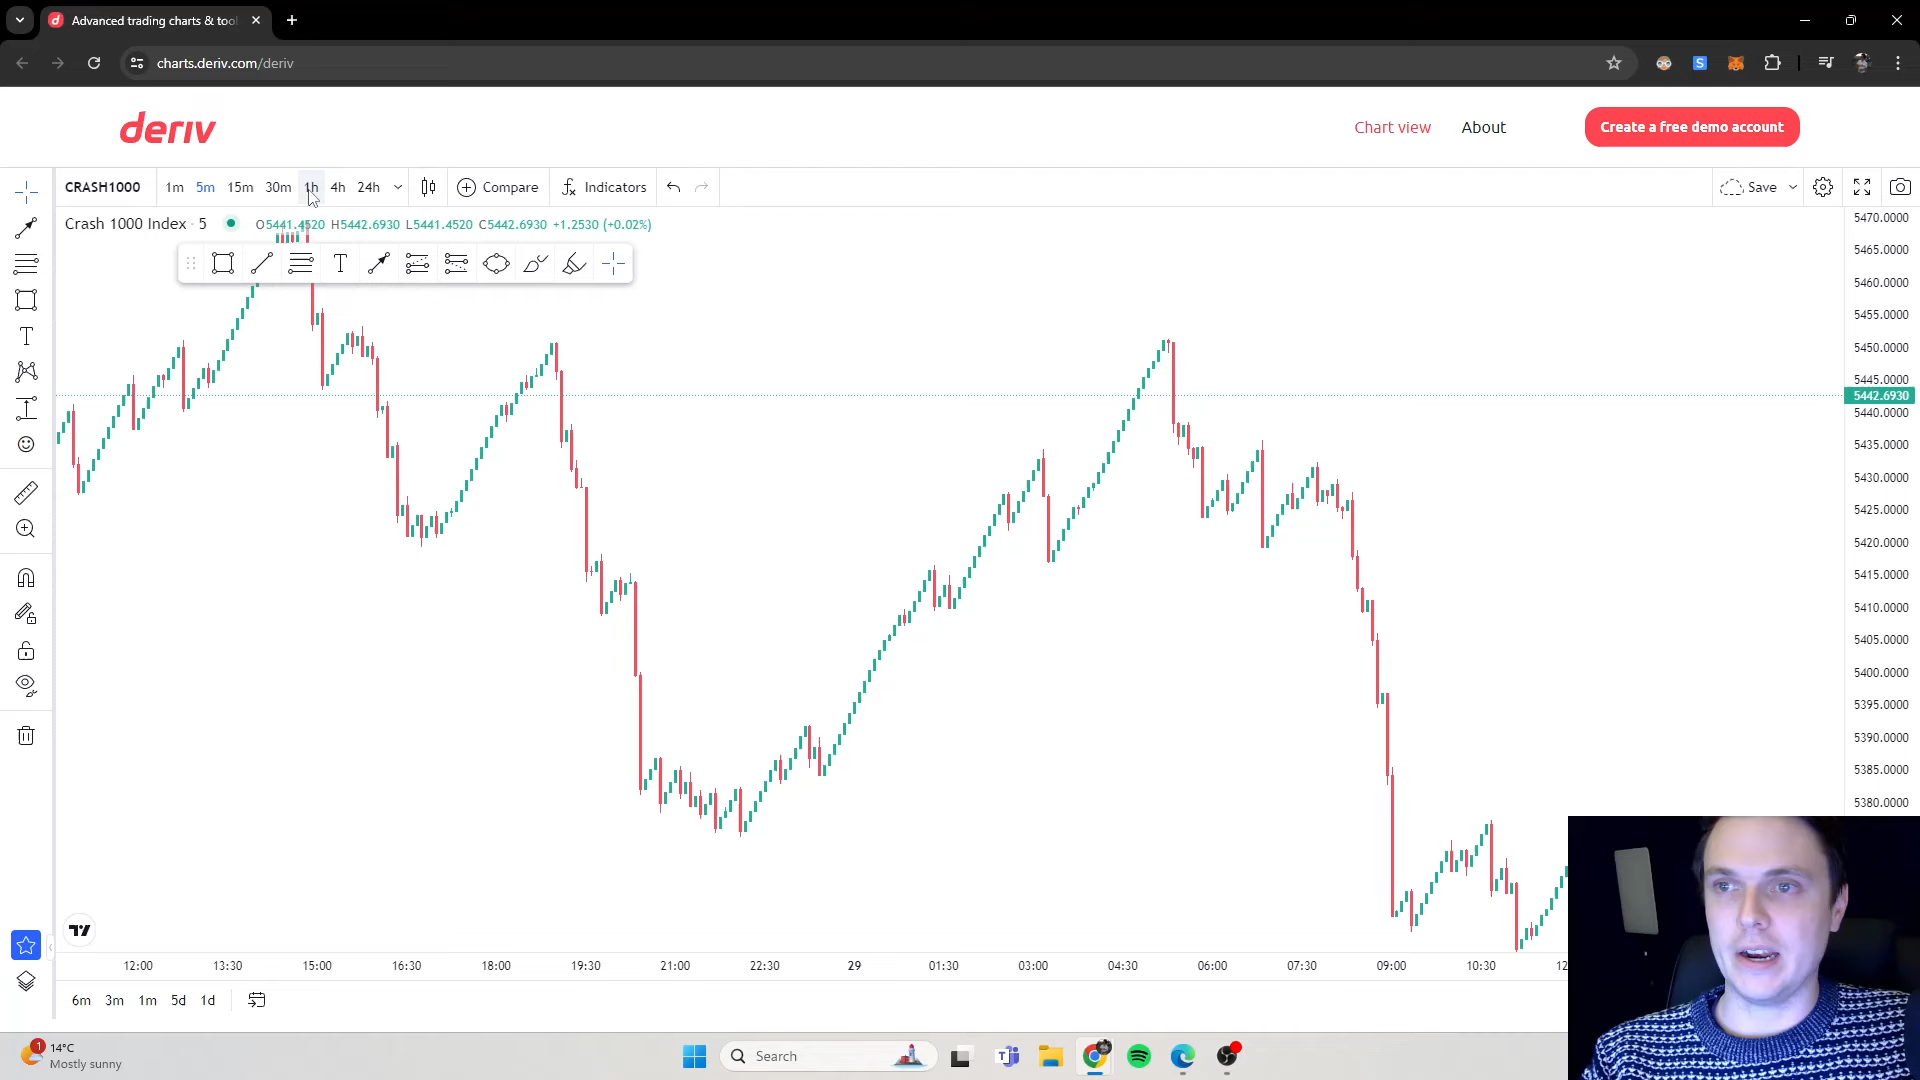 Advanced trading charts & tool
charts.deriv.com/deriv
deriv
Chart view
About
Create a free demo account
CRASH1000
1m 5m 15m 30m 1h 4h 24h
Compare
Indicators
Save
Crash 1000 Index · 5
O5441.4520 H5442.6930 L5441.4520 C5442.6930 +1.2530 (+0.02%)
T
T
5470.0000
5465.0000
5460.0000
5455.0000
5450.0000
5445.0000
5442.6930
5440.0000
5435.0000
5430.0000
5425.0000
5420.0000
5415.0000
5410.0000
5405.0000
5400.0000
5395.0000
5390.0000
5385.0000
5380.0000
12:00 13:30 15:00 16:30 18:00 19:30 21:00 22:30 29 01:30 03:00 04:30 06:00 07:30 09:00 10:30 12
6m 3m 1m 5d 1d
1
14°C
Mostly sunny
Search